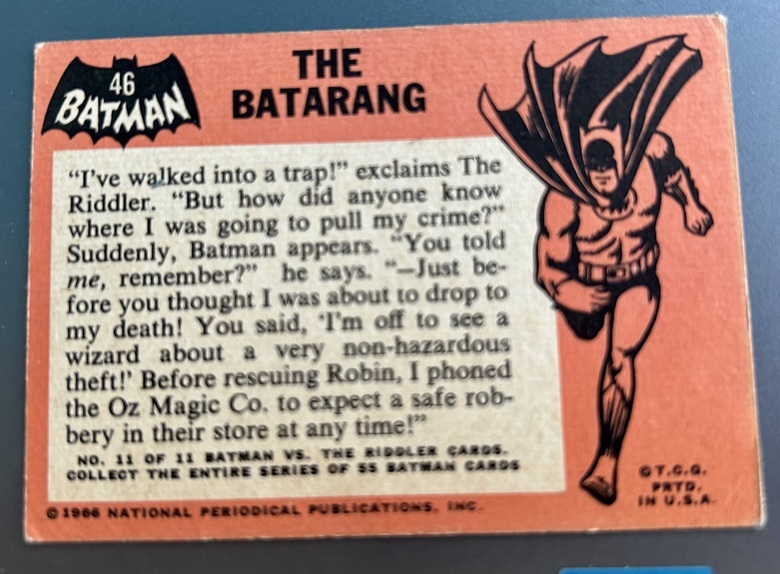 46
BATMAN
THE
BATARANG
“I’ve walked into a trap!” exclaims The
Riddler. “But how did anyone know
where I was going to pull my crime?”
Suddenly, Batman appears. “You told
me, remember?” he says. “—Just be-
fore you thought I was about to drop to
my death! You said, ‘I’m off to see a
wizard about a very non-hazardous
theft!’ Before rescuing Robin, I phoned
the Oz Magic Co. to expect a safe rob-
bery in their store at any time!”
NO. 11 OF 11 BATMAN VS. THE RIDDLER CARDS.
COLLECT THE ENTIRE SERIES OF 55 BATMAN CARDS
© T.C.G.
PRTD.
IN U.S.A.
© 1966 NATIONAL PERIODICAL PUBLICATIONS, INC.